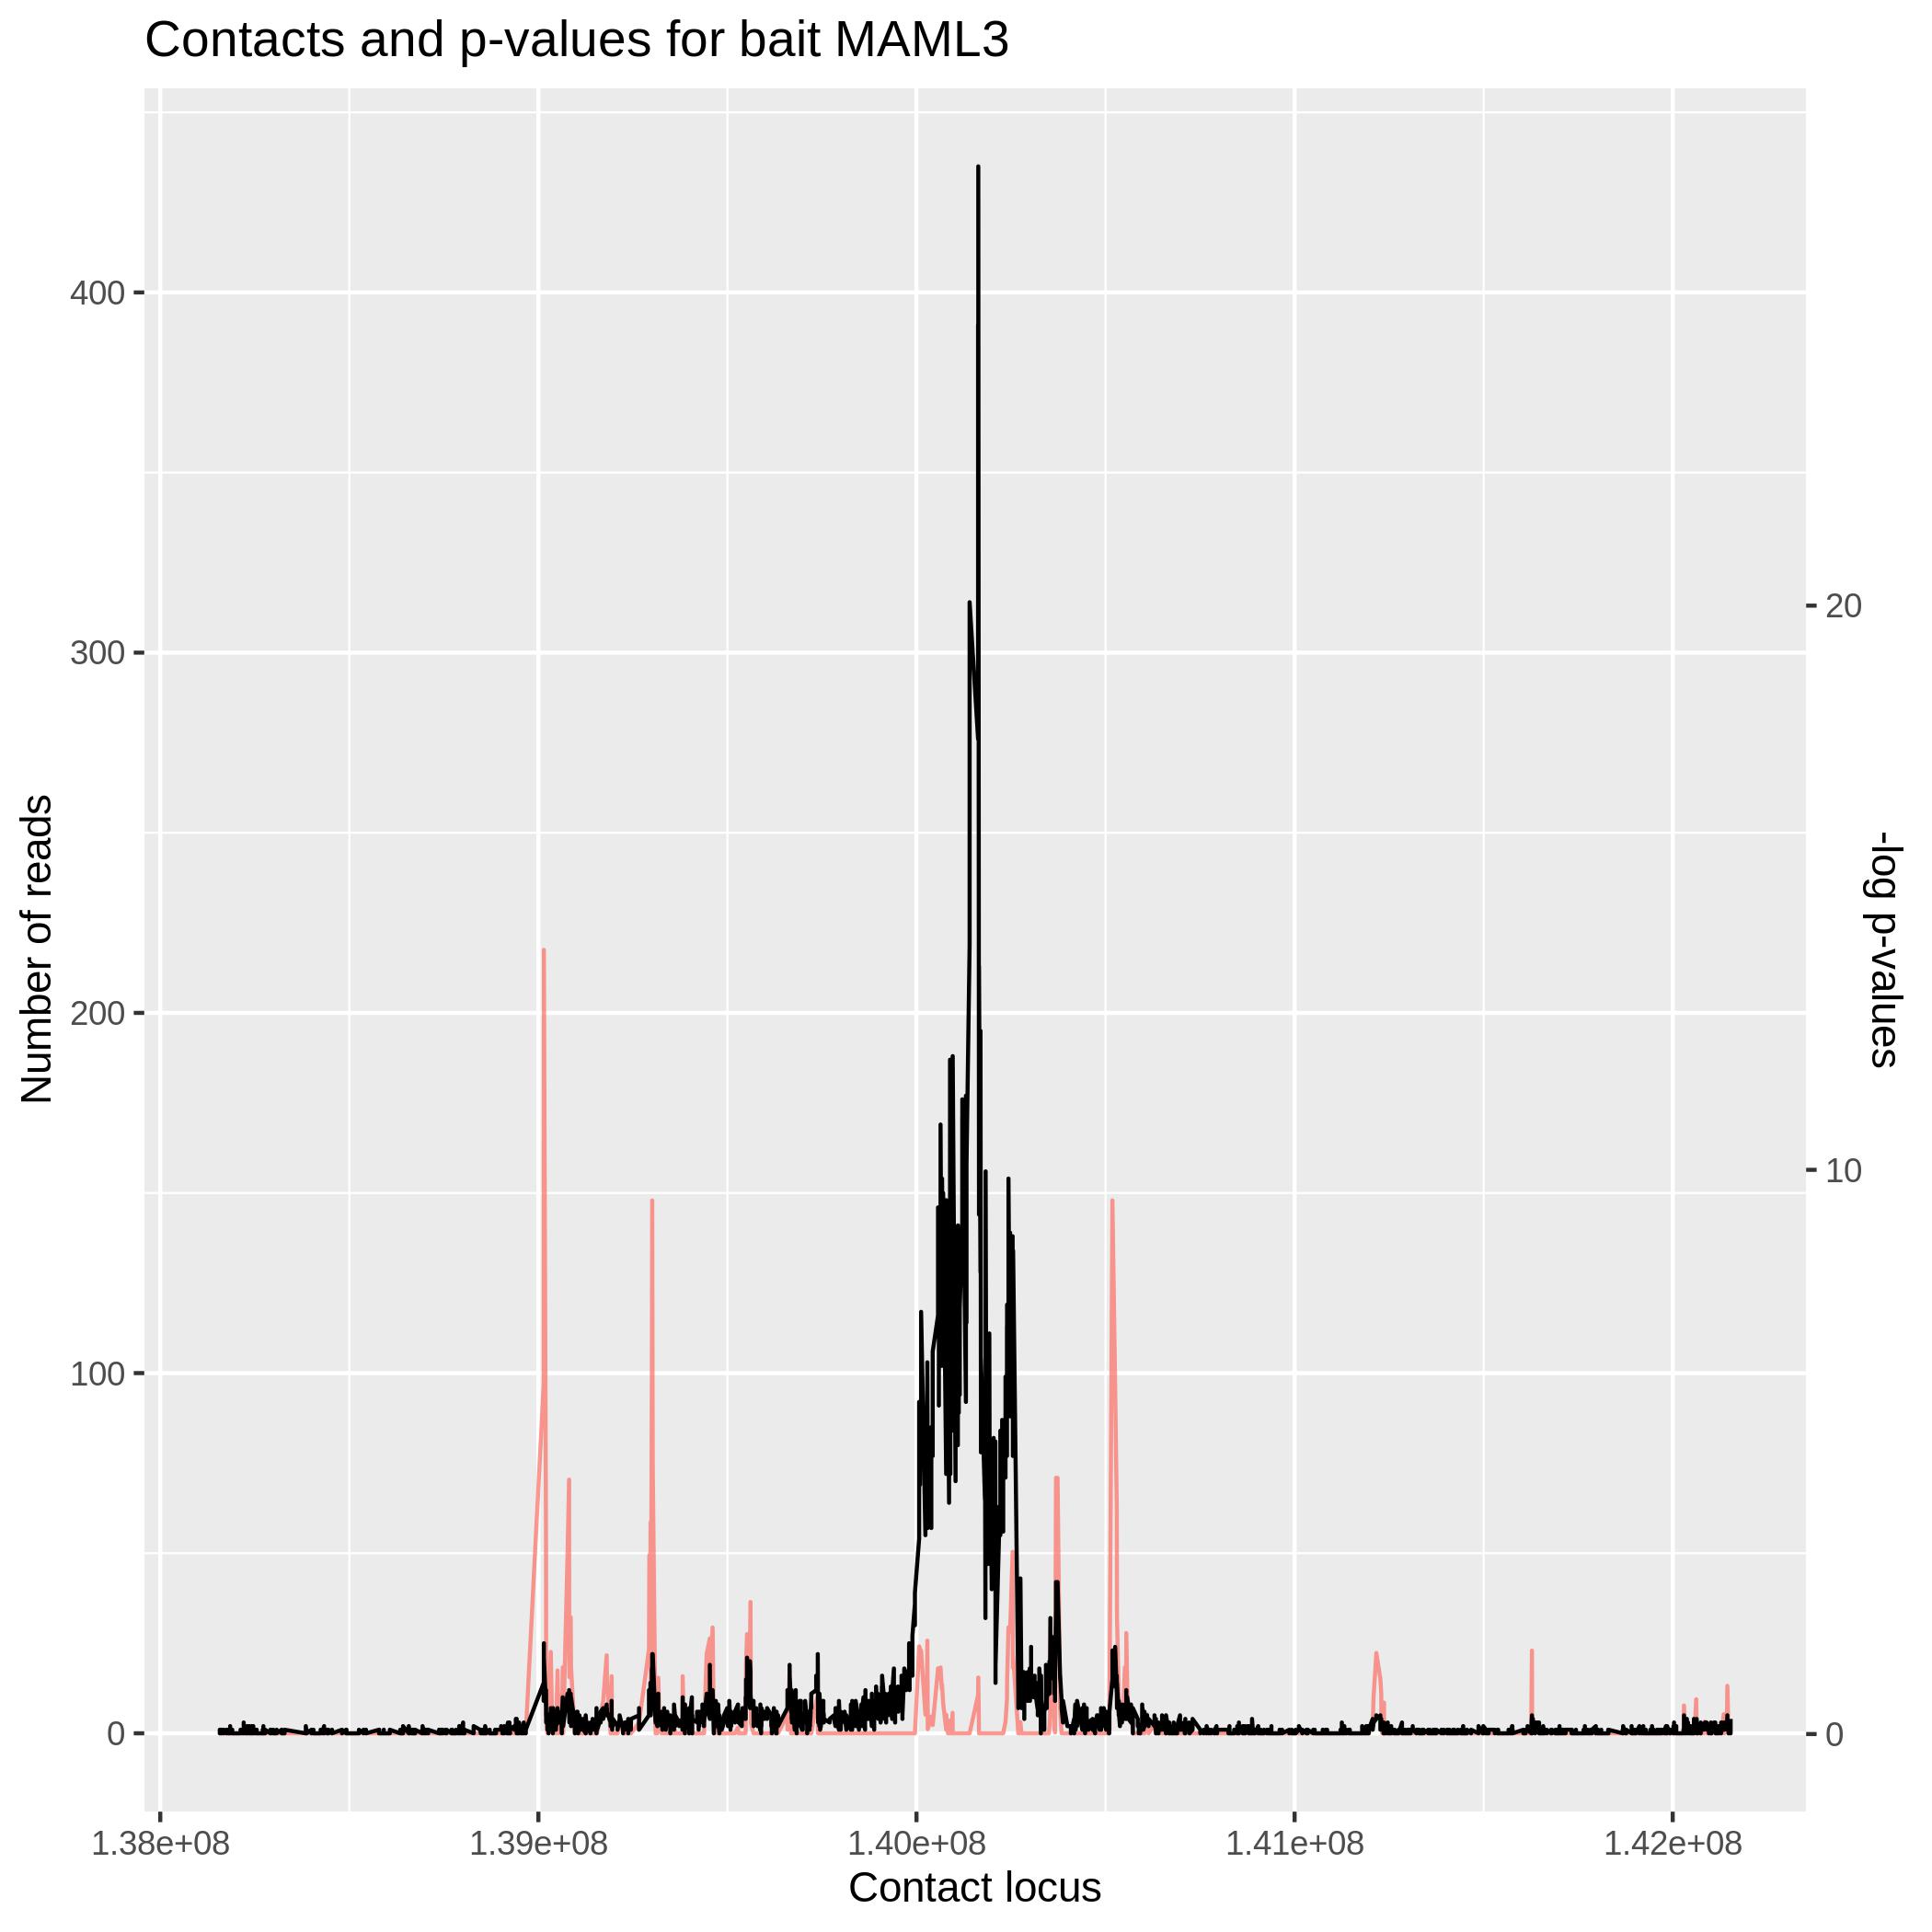 Contacts and p-values for bait MAML3
Number of reads
400
300
200
100
0
20
10
0
-log p-values
1.38e+08
1.39e+08
1.40e+08
1.41e+08
1.42e+08
Contact locus